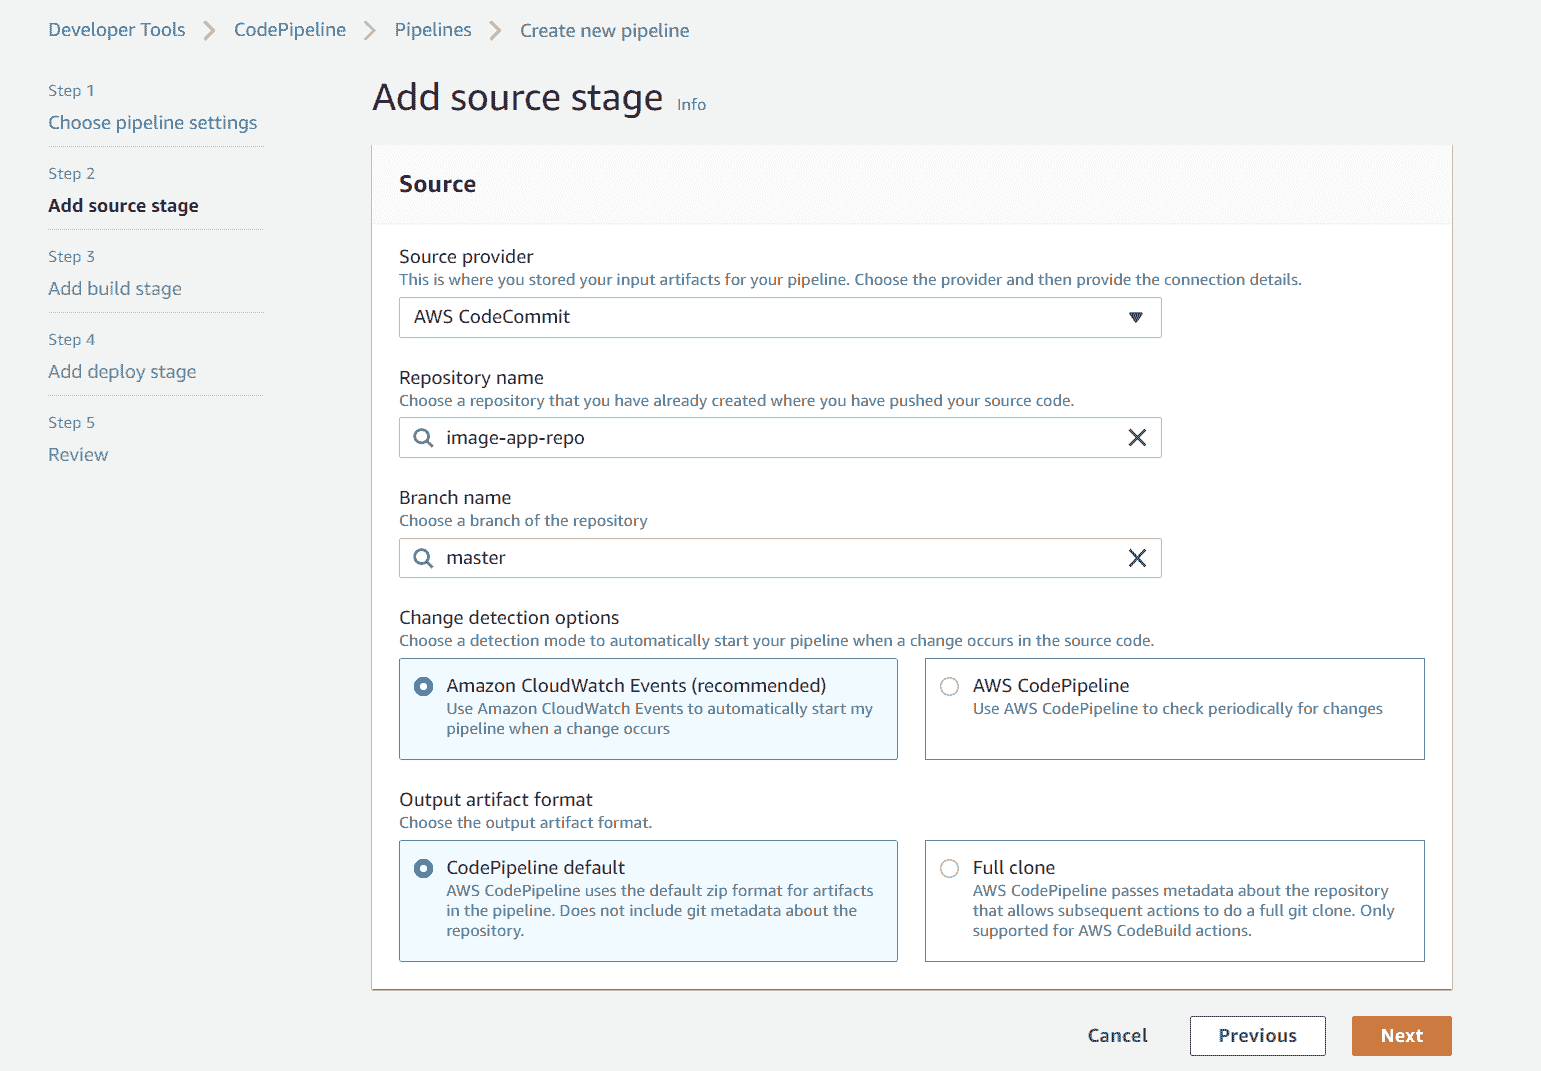 Developer Tools > CodePipeline > Pipelines > Create new pipeline
Step 1
Choose pipeline settings
Step 2
Add source stage
Step 3
Add build stage
Step 4
Add deploy stage
Step 5
Review
Add source stage Info
Source
Source provider
This is where you stored your input artifacts for your pipeline. Choose the provider and then provide the connection details.
AWS CodeCommit
Repository name
Choose a repository that you have already created where you have pushed your source code.
image-app-repo
Branch name
Choose a branch of the repository
master
Change detection options
Choose a detection mode to automatically start your pipeline when a change occurs in the source code.
Amazon CloudWatch Events (recommended)
Use Amazon CloudWatch Events to automatically start my
pipeline when a change occurs
AWS CodePipeline
Use AWS CodePipeline to check periodically for changes
Output artifact format
Choose the output artifact format.
CodePipeline default
AWS CodePipeline uses the default zip format for artifacts
in the pipeline. Does not include git metadata about the
repository.
Full clone
AWS CodePipeline passes metadata about the repository
that allows subsequent actions to do a full git clone. Only
supported for AWS CodeBuild actions.
Cancel
Previous
Next